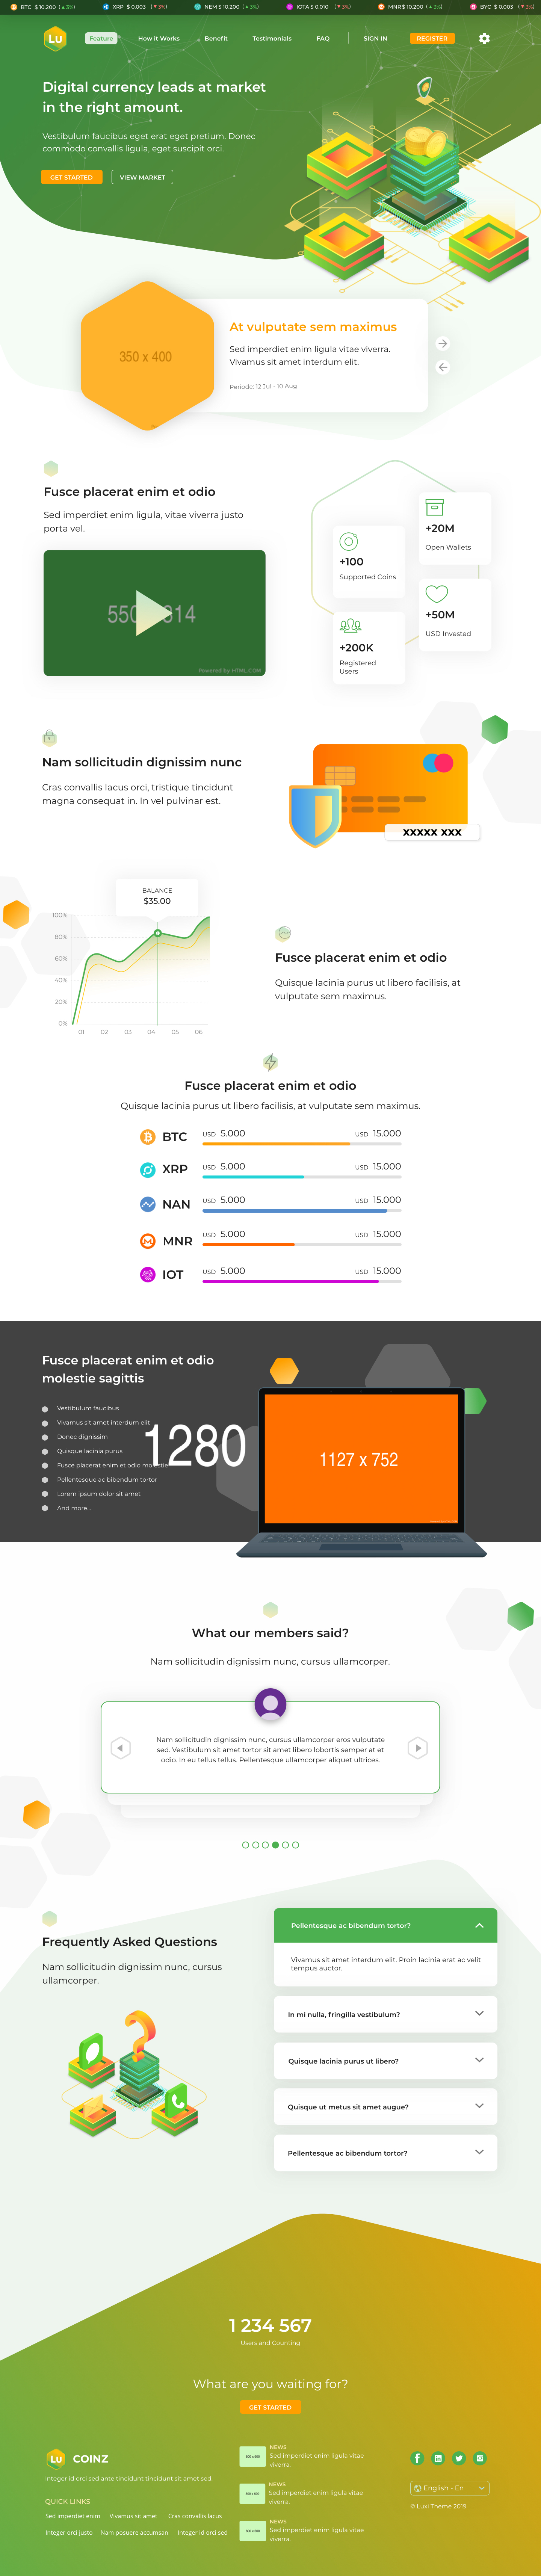 BTC $ 10.200 (▲ 3%) XRP $ 0.003 (▼ 3%) NEM $ 10.200 (▲ 3%) IOTA $ 0.010 (▼ 3%) MNR $ 10.200 (▲ 3%) BYC $ 0.003 (▼ 3%)
Lu Feature How it Works Benefit Testimonials FAQ SIGN IN REGISTER
Digital currency leads at market
in the right amount.
Vestibulum faucibus eget erat eget pretium. Donec
commodo convallis ligula, eget suscipit orci.
GET STARTED VIEW MARKET
350 x 400
At vulputate sem maximus
Sed imperdiet enim ligula vitae viverra.
Vivamus sit amet interdum elit.
Periode: 12 Jul - 10 Aug
Fusce placerat enim et odio
Sed imperdiet enim ligula, vitae viverra justo
porta vel.
Powered by HTML.COM
+100
Supported Coins
+200K
Registered
Users
+20M
Open Wallets
+50M
USD Invested
Nam sollicitudin dignissim nunc
Cras convallis lacus orci, tristique tincidunt
magna consequat in. In vel pulvinar est.
XXXXX XXX
BALANCE
$35.00
100%
80%
60%
40%
20%
0%
01 02 03 04 05 06
Fusce placerat enim et odio
Quisque lacinia purus ut libero facilisis, at
vulputate sem maximus.
Fusce placerat enim et odio
Quisque lacinia purus ut libero facilisis, at vulputate sem maximus.
BTC USD 5.000 USD 15.000
XRP USD 5.000 USD 15.000
NAN USD 5.000 USD 15.000
MNR USD 5.000 USD 15.000
IOT USD 5.000 USD 15.000
Fusce placerat enim et odio
molestie sagittis
Vestibulum faucibus
Vivamus sit amet interdum elit
Donec dignissim
Quisque lacinia purus
Fusce placerat enim et odio molestie
Pellentesque ac bibendum tortor
Lorem ipsum dolor sit amet
And more...
1280
1127 x 752
What our members said?
Nam sollicitudin dignissim nunc, cursus ullamcorper.
Nam sollicitudin dignissim nunc, cursus ullamcorper eros vulputate
sed. Vestibulum sit amet tortor sit amet libero lobortis semper at et
odio. In eu tellus tellus. Pellentesque ullamcorper aliquet ultrices.
Frequently Asked Questions
Nam sollicitudin dignissim nunc, cursus
ullamcorper.
Pellentesque ac bibendum tortor?
Vivamus sit amet interdum elit. Proin lacinia erat ac velit
tempus auctor.
In mi nulla, fringilla vestibulum?
Quisque lacinia purus ut libero?
Quisque ut metus sit amet augue?
Pellentesque ac bibendum tortor?
1 234 567
Users and Counting
What are you waiting for?
GET STARTED
Lu COINZ
Integer id orci sed ante tincidunt tincidunt sit amet sed.
QUICK LINKS
Sed imperdiet enim Vivamus sit amet Cras convallis lacus
Integer orci justo Nam posuere accumsan Integer id orci sed
NEWS
Sed imperdiet enim ligula vitae
viverra.
NEWS
Sed imperdiet enim ligula vitae
viverra.
NEWS
Sed imperdiet enim ligula vitae
viverra.
English - En
© Luxi Theme 2019